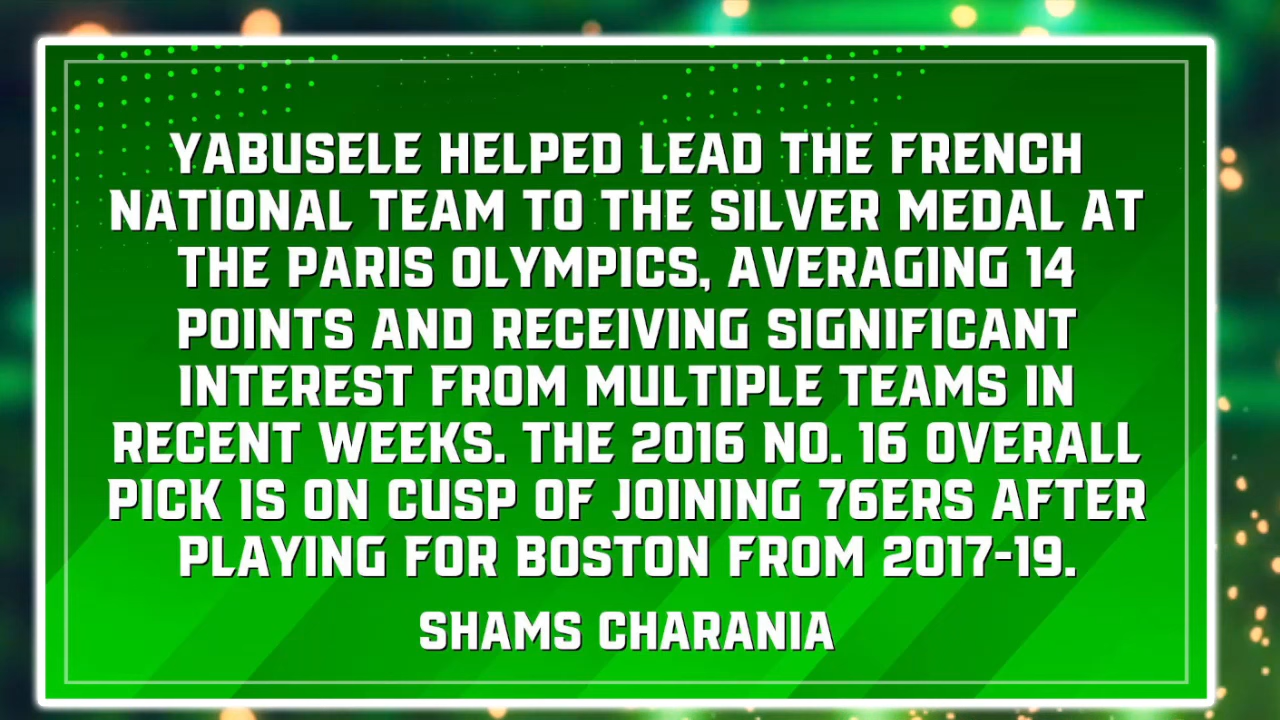 YABUSELE HELPED LEAD THE FRENCH
NATIONAL TEAM TO THE SILVER MEDAL AT
THE PARIS OLYMPICS, AVERAGING 14
POINTS AND RECEIVING SIGNIFICANT
INTEREST FROM MULTIPLE TEAMS IN
RECENT WEEKS. THE 2016 NO. 16 OVERALL
PICK IS ON CUSP OF JOINING 76ERS AFTER
PLAYING FOR BOSTON FROM 2017-19.
SHAMS CHARANIA